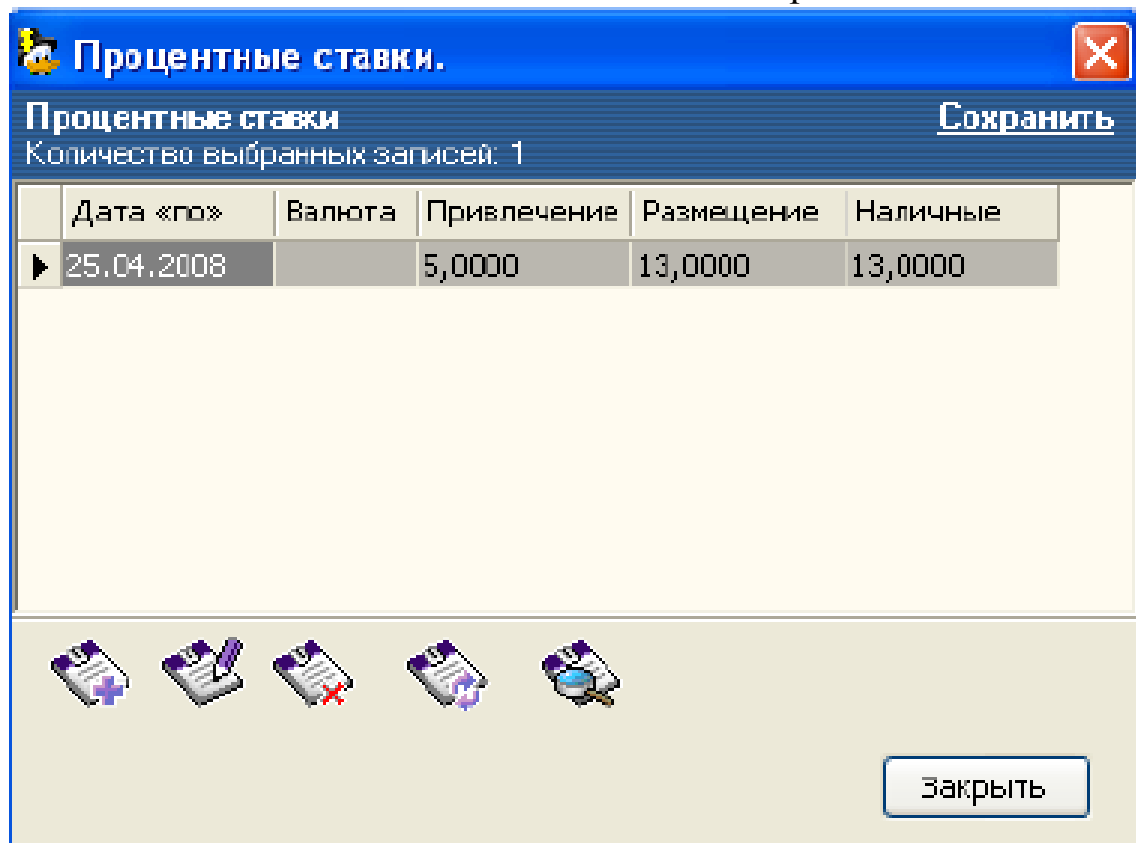 Процентные ставки.
Процентные ставки Сохранить
Количество выбранных записей: 1
Дата «по» Валюта Привлечение Размещение Наличные
25.04.2008 5,0000 13,0000 13,0000
Закрыть